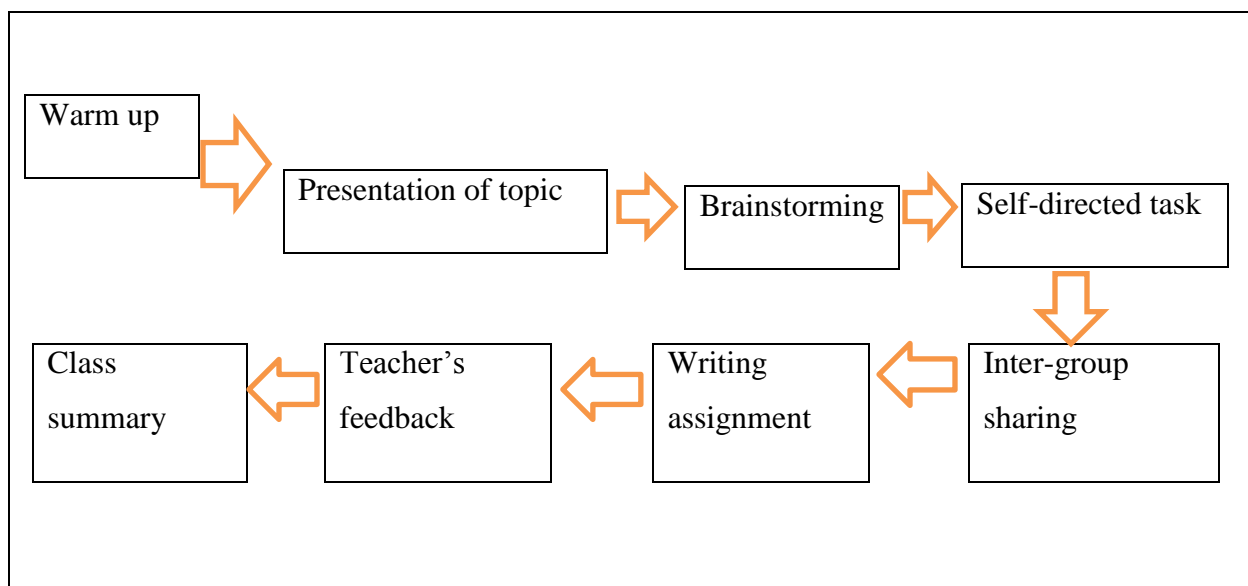 Warm up
Presentation of topic
Brainstorming
Self-directed task
Inter-group
sharing
Writing
assignment
Teacher’s
feedback
Class
summary